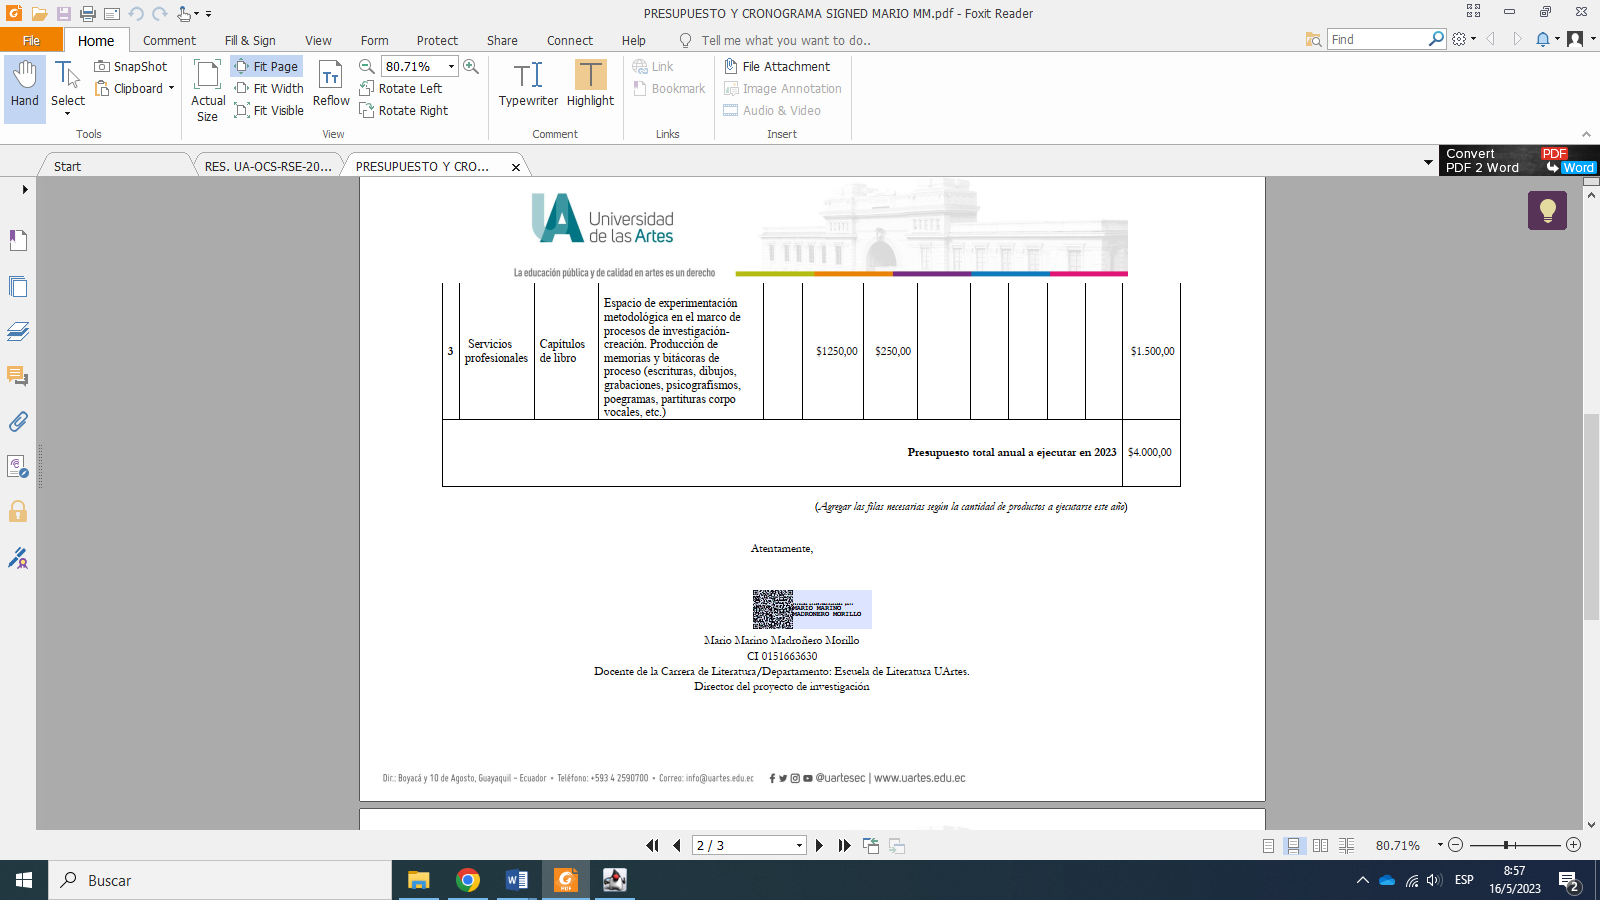 PRESUPUESTO Y CRONOGRAMA SIGNED MARIO MM.pdf - Foxit Reader
File
Home
Comment
Fill & Sign
View
Form
Protect
Share
Connect
Help
Tell me what you want to do..
Find
Hand
Select
SnapShot
Clipboard
Tools
Actual
Size
Fit Page
Fit Width
Fit Visible
Reflow
80.71%
Rotate Left
Rotate Right
View
Typewriter
Highlight
Comment
Link
Bookmark
Links
File Attachment
Image Annotation
Audio & Video
Insert
Start
RES. UA-OCS-RSE-20...
PRESUPUESTO Y CRO...
Convert
PDF 2 Word
PDF
Word
UA
Universidad
de las Artes
La educación pública y de calidad en artes es un derecho
3
Servicios
profesionales
Capítulos
de libro
Espacio de experimentación
metodológica en el marco de
procesos de investigación-
creación. Producción de
memorias y bitácoras de
proceso (escrituras, dibujos,
grabaciones, psicografismos,
poegramas, partituras corpo
vocales, etc.)
$1250,00
$250,00
$1.500,00
Presupuesto total anual a ejecutar en 2023
$4.000,00
(Agregar las filas necesarias según la cantidad de productos a ejecutarse este año)
Atentamente,
MARIO MARINO
MADRONERO MORILLO
Mario Marino Madroñero Morillo
CI 0151663630
Docente de la Carrera de Literatura/Departamento: Escuela de Literatura UArtes.
Director del proyecto de investigación
Dir.: Boyacá y 10 de Agosto, Guayaquil – Ecuador • Teléfono: +593 4 2590700 • Correo: info@uartes.edu.ec
@uartesec | www.uartes.edu.ec
2 / 3
80.71%
Buscar
ESP
8:57
16/5/2023
2